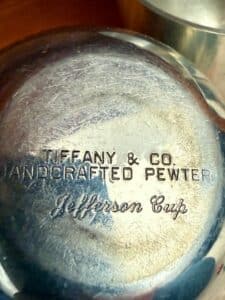 TIFFANY & CO.
HANDCRAFTED PEWTER
Jefferson Cup